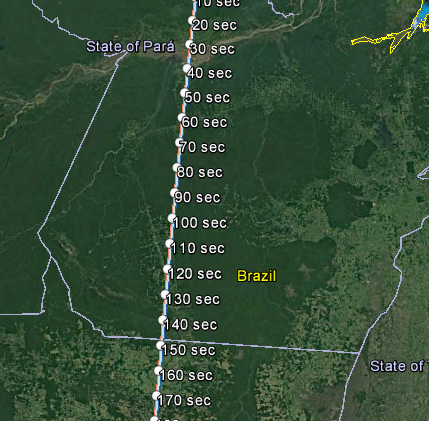 10 sec
20 sec
State of Pará
30 sec
40 sec
50 sec
60 sec
70 sec
80 sec
90 sec
100 sec
110 sec
120 sec
Brazil
130 sec
140 sec
150 sec
State of
160 sec
170 sec